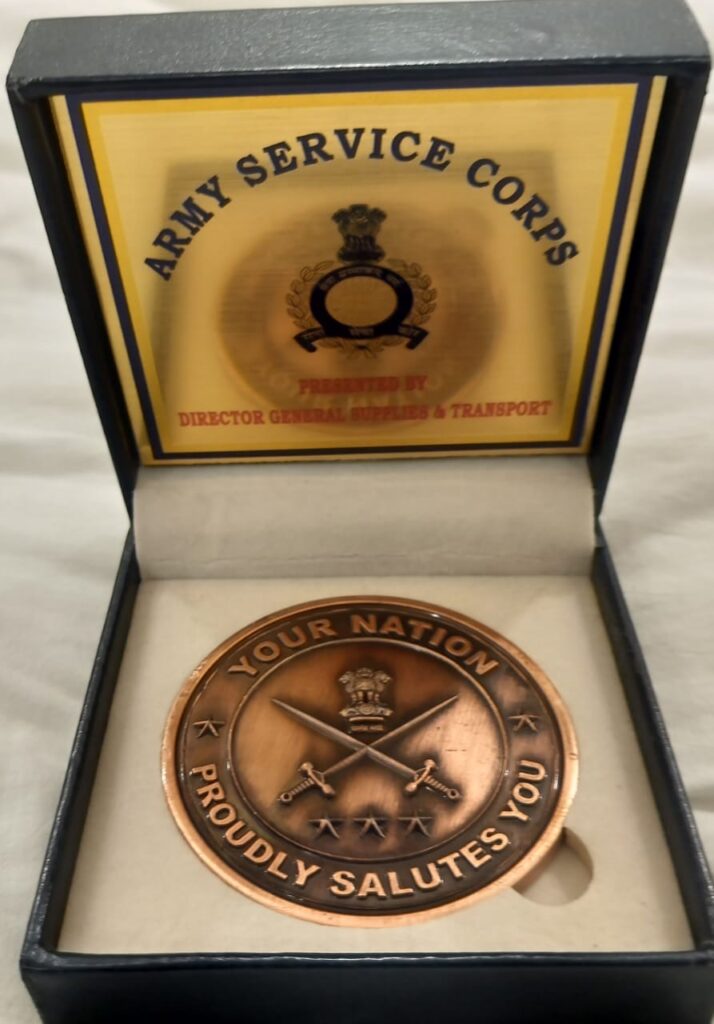 ARMY SERVICE CORPS
PRESENTED BY
DIRECTOR GENERAL SUPPLIES & TRANSPORT
YOUR NATION
PROUDLY SALUTES YOU